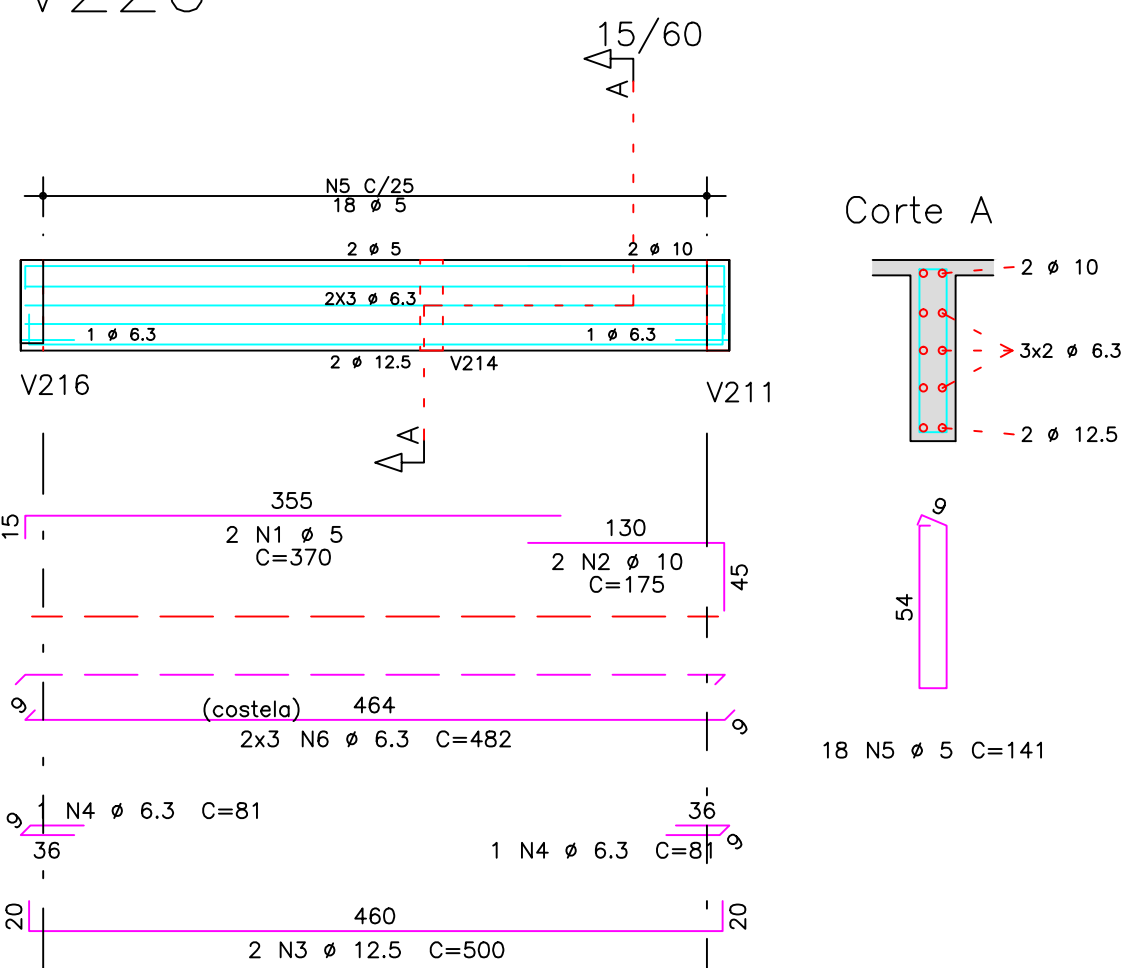 15/60
A
N5 C/25
18 ø 5
Corte A
2 ø 5
2 ø 10
2 ø 10
2X3 ø 6.3
1 ø 6.3
1 ø 6.3
3x2 ø 6.3
2 ø 12.5
V214
V216
V211
A
2 ø 12.5
355
15
2 N1 ø 5
C=370
130
2 N2 ø 10
C=175
45
9
54
(costela)
464
9
9
2x3 N6 ø 6.3 C=482
18 N5 ø 5 C=141
1 N4 ø 6.3 C=81
9
36
36
9
1 N4 ø 6.3 C=81
20
460
20
2 N3 ø 12.5 C=500